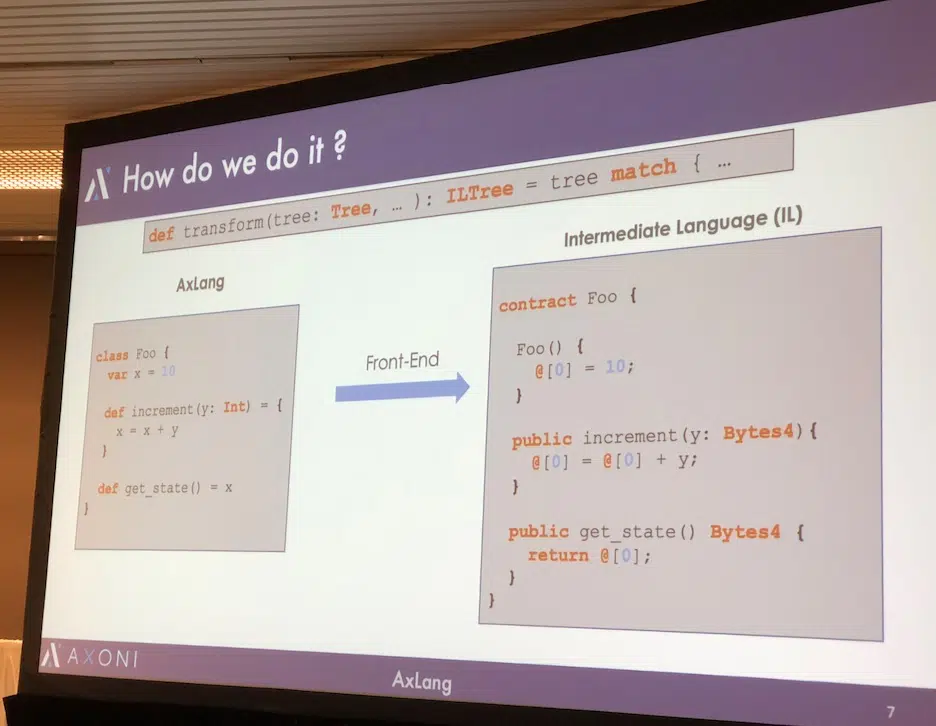 How do we do it ?
def transform(tree: Tree, … ): ILTree = tree match { …
AxLang
class Foo {
var x = 10
def increment(y: Int) = {
x = x + y
}
def get_state() = x
}
Front-End
Intermediate Language (IL)
contract Foo {
Foo() {
@[0] = 10;
}
public increment(y: Bytes4){
@[0] = @[0] + y;
}
public get_state() Bytes4 {
return @[0];
}
}
AXONI
AxLang
7